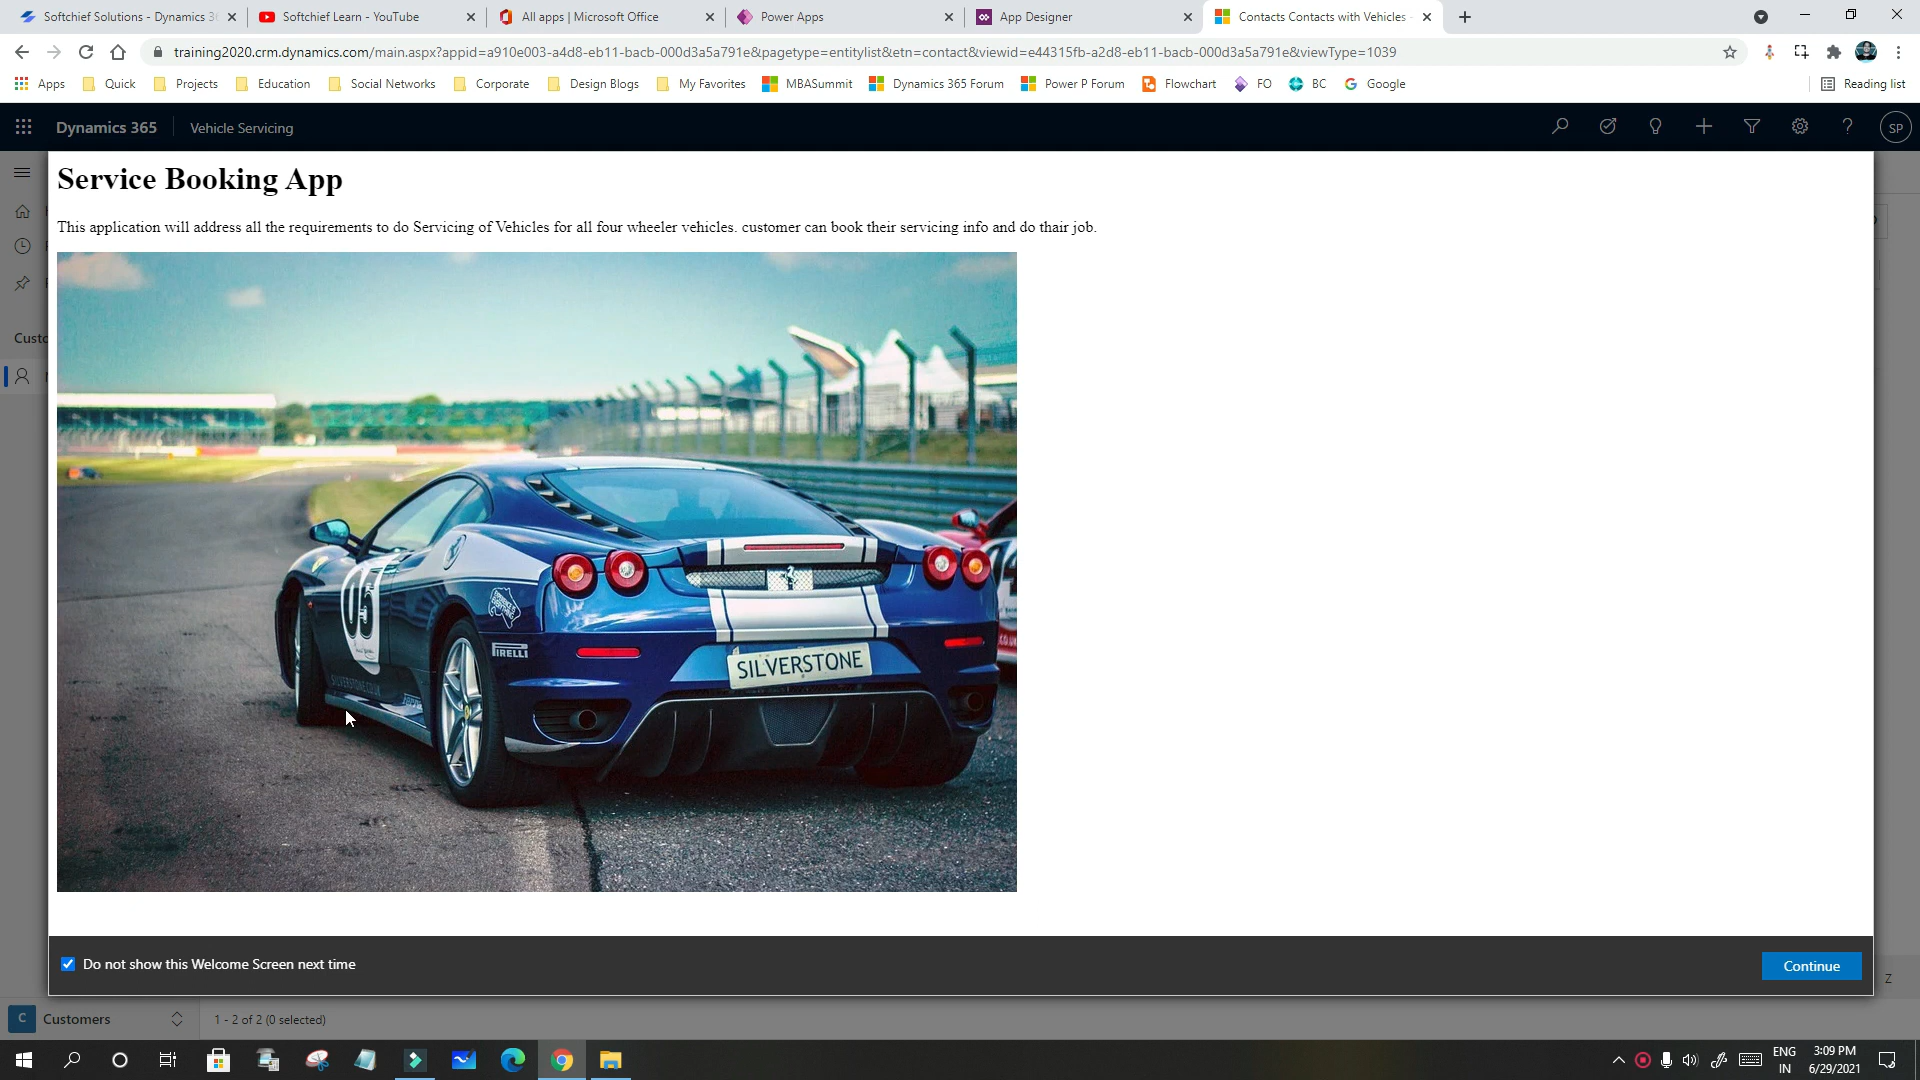 Softchief Solutions - Dynamics 3
Softchief Learn - YouTube
All apps | Microsoft Office
Power Apps
App Designer
Contacts Contacts with Vehicles -
training2020.crm.dynamics.com/main.aspx?appid=a910e003-a4d8-eb11-bacb-000d3a5a791e&pagetype=entitylist&etn=contact&viewid=e44315fb-a2d8-eb11-bacb-000d3a5a791e&viewType=1039
Apps
Quick
Projects
Education
Social Networks
Corporate
Design Blogs
My Favorites
MBASummit
Dynamics 365 Forum
Power P Forum
Flowchart
FO
BC
Google
Reading list
Dynamics 365
Vehicle Servicing
SP
Service Booking App
This application will address all the requirements to do Servicing of Vehicles for all four wheeler vehicles. customer can book their servicing info and do thair job.
Custo
PIRELLI
SILVERSTONE
SILVERSTONE.CO.UK
Do not show this Welcome Screen next time
Continue
Z
C
Customers
1 - 2 of 2 (0 selected)
ENG
IN
3:09 PM
6/29/2021